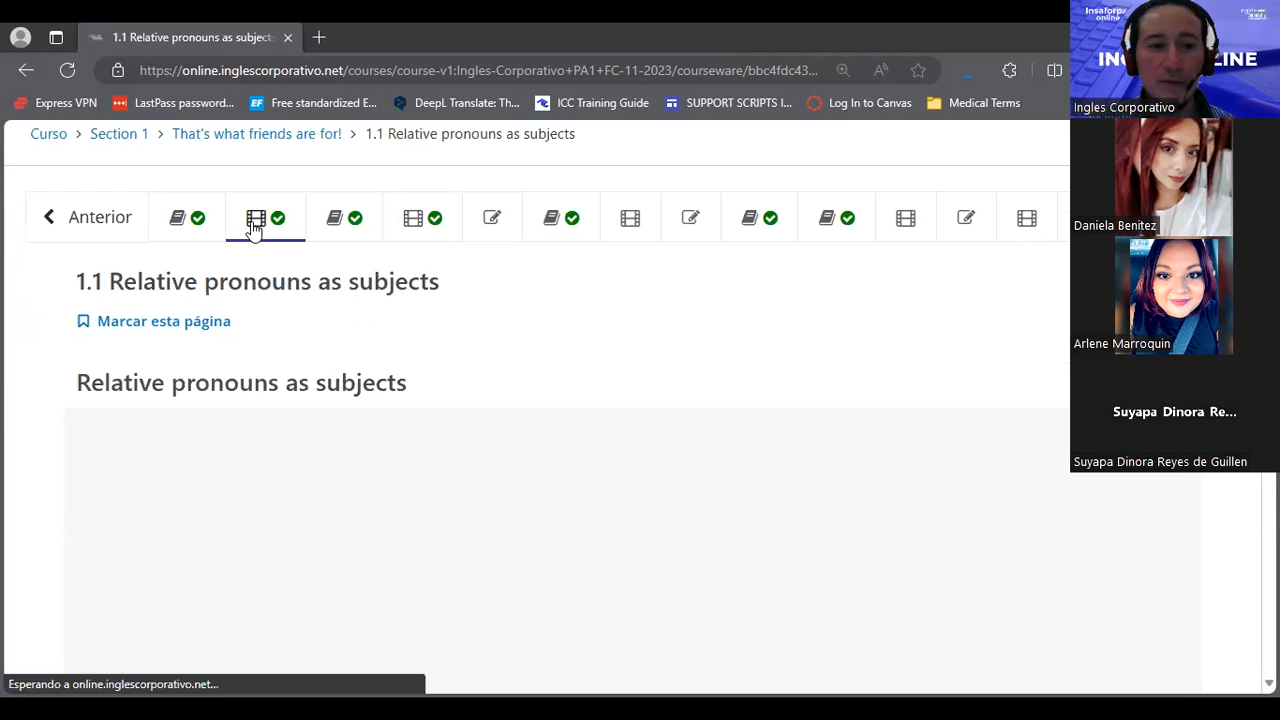 1.1 Relative pronouns as subjects
https://online.inglescorporativo.net/courses/course-v1:Ingles-Corporativo+PA1+FC-11-2023/courseware/bbc4fdc43...
Express VPN
LastPass password...
Free standardized E...
DeepL Translate: Th...
ICC Training Guide
SUPPORT SCRIPTS I...
Log In to Canvas
Medical Terms
Curso > Section 1 > That's what friends are for! > 1.1 Relative pronouns as subjects
Anterior
1.1 Relative pronouns as subjects
Marcar esta página
Relative pronouns as subjects
Esperando a online.inglescorporativo.net...
Insaforp
online
Ingles Corporativo
Daniela Benitez
Arlene Marroquin
Suyapa Dinora Re...
Suyapa Dinora Reyes de Guillen